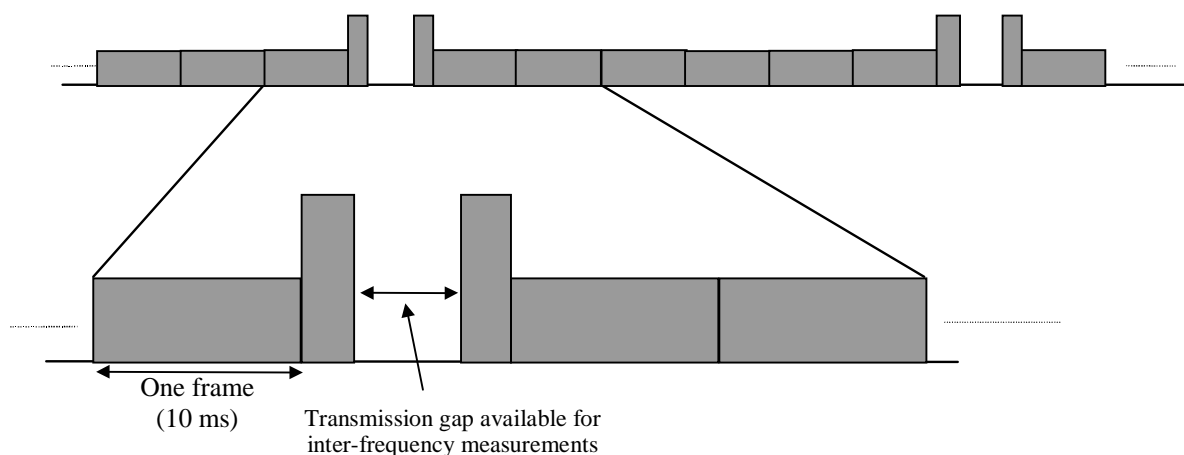 One frame
(10 ms)
Transmission gap available for
inter-frequency measurements